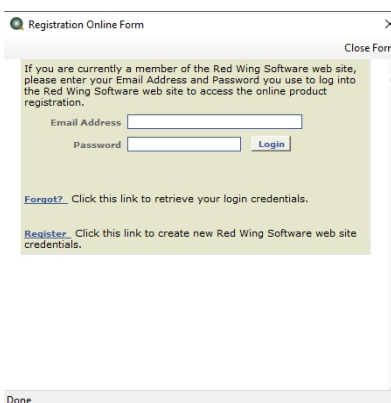 Registration Online Form
Close Form
If you are currently a member of the Red Wing Software web site,
please enter your Email Address and Password you use to log into
the Red Wing Software web site to access the online product
registration.
Email Address
Password
Login
Forgot? Click this link to retrieve your login credentials.
Register Click this link to create new Red Wing Software web site
credentials.
Done